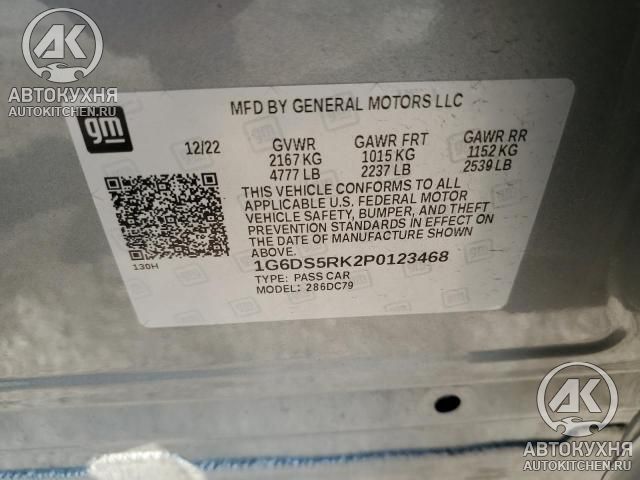 AK
АВТОКУХНЯ
AUTOKITCHEN.RU
gm
MFD BY GENERAL MOTORS LLC
12/22 GVWR GAWR FRT GAWR RR
2167 KG 1015 KG 1152 KG
4777 LB 2237 LB 2539 LB
THIS VEHICLE CONFORMS TO ALL
APPLICABLE U.S. FEDERAL MOTOR
VEHICLE SAFETY, BUMPER, AND THEFT
PREVENTION STANDARDS IN EFFECT ON
THE DATE OF MANUFACTURE SHOWN
ABOVE.
130H
1G6DS5RK2P0123468
TYPE: PASS CAR
MODEL: 286DC79
AK
АВТОКУХНЯ
AUTOKITCHEN.RU